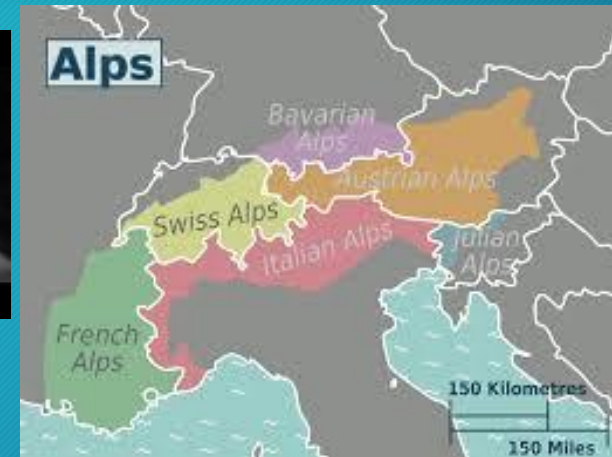 Alps
Bavarian
Alps
Austrian Alps
Swiss Alps
Italian Alps
Julian
Alps
French
Alps
150 Kilometres
150 Miles